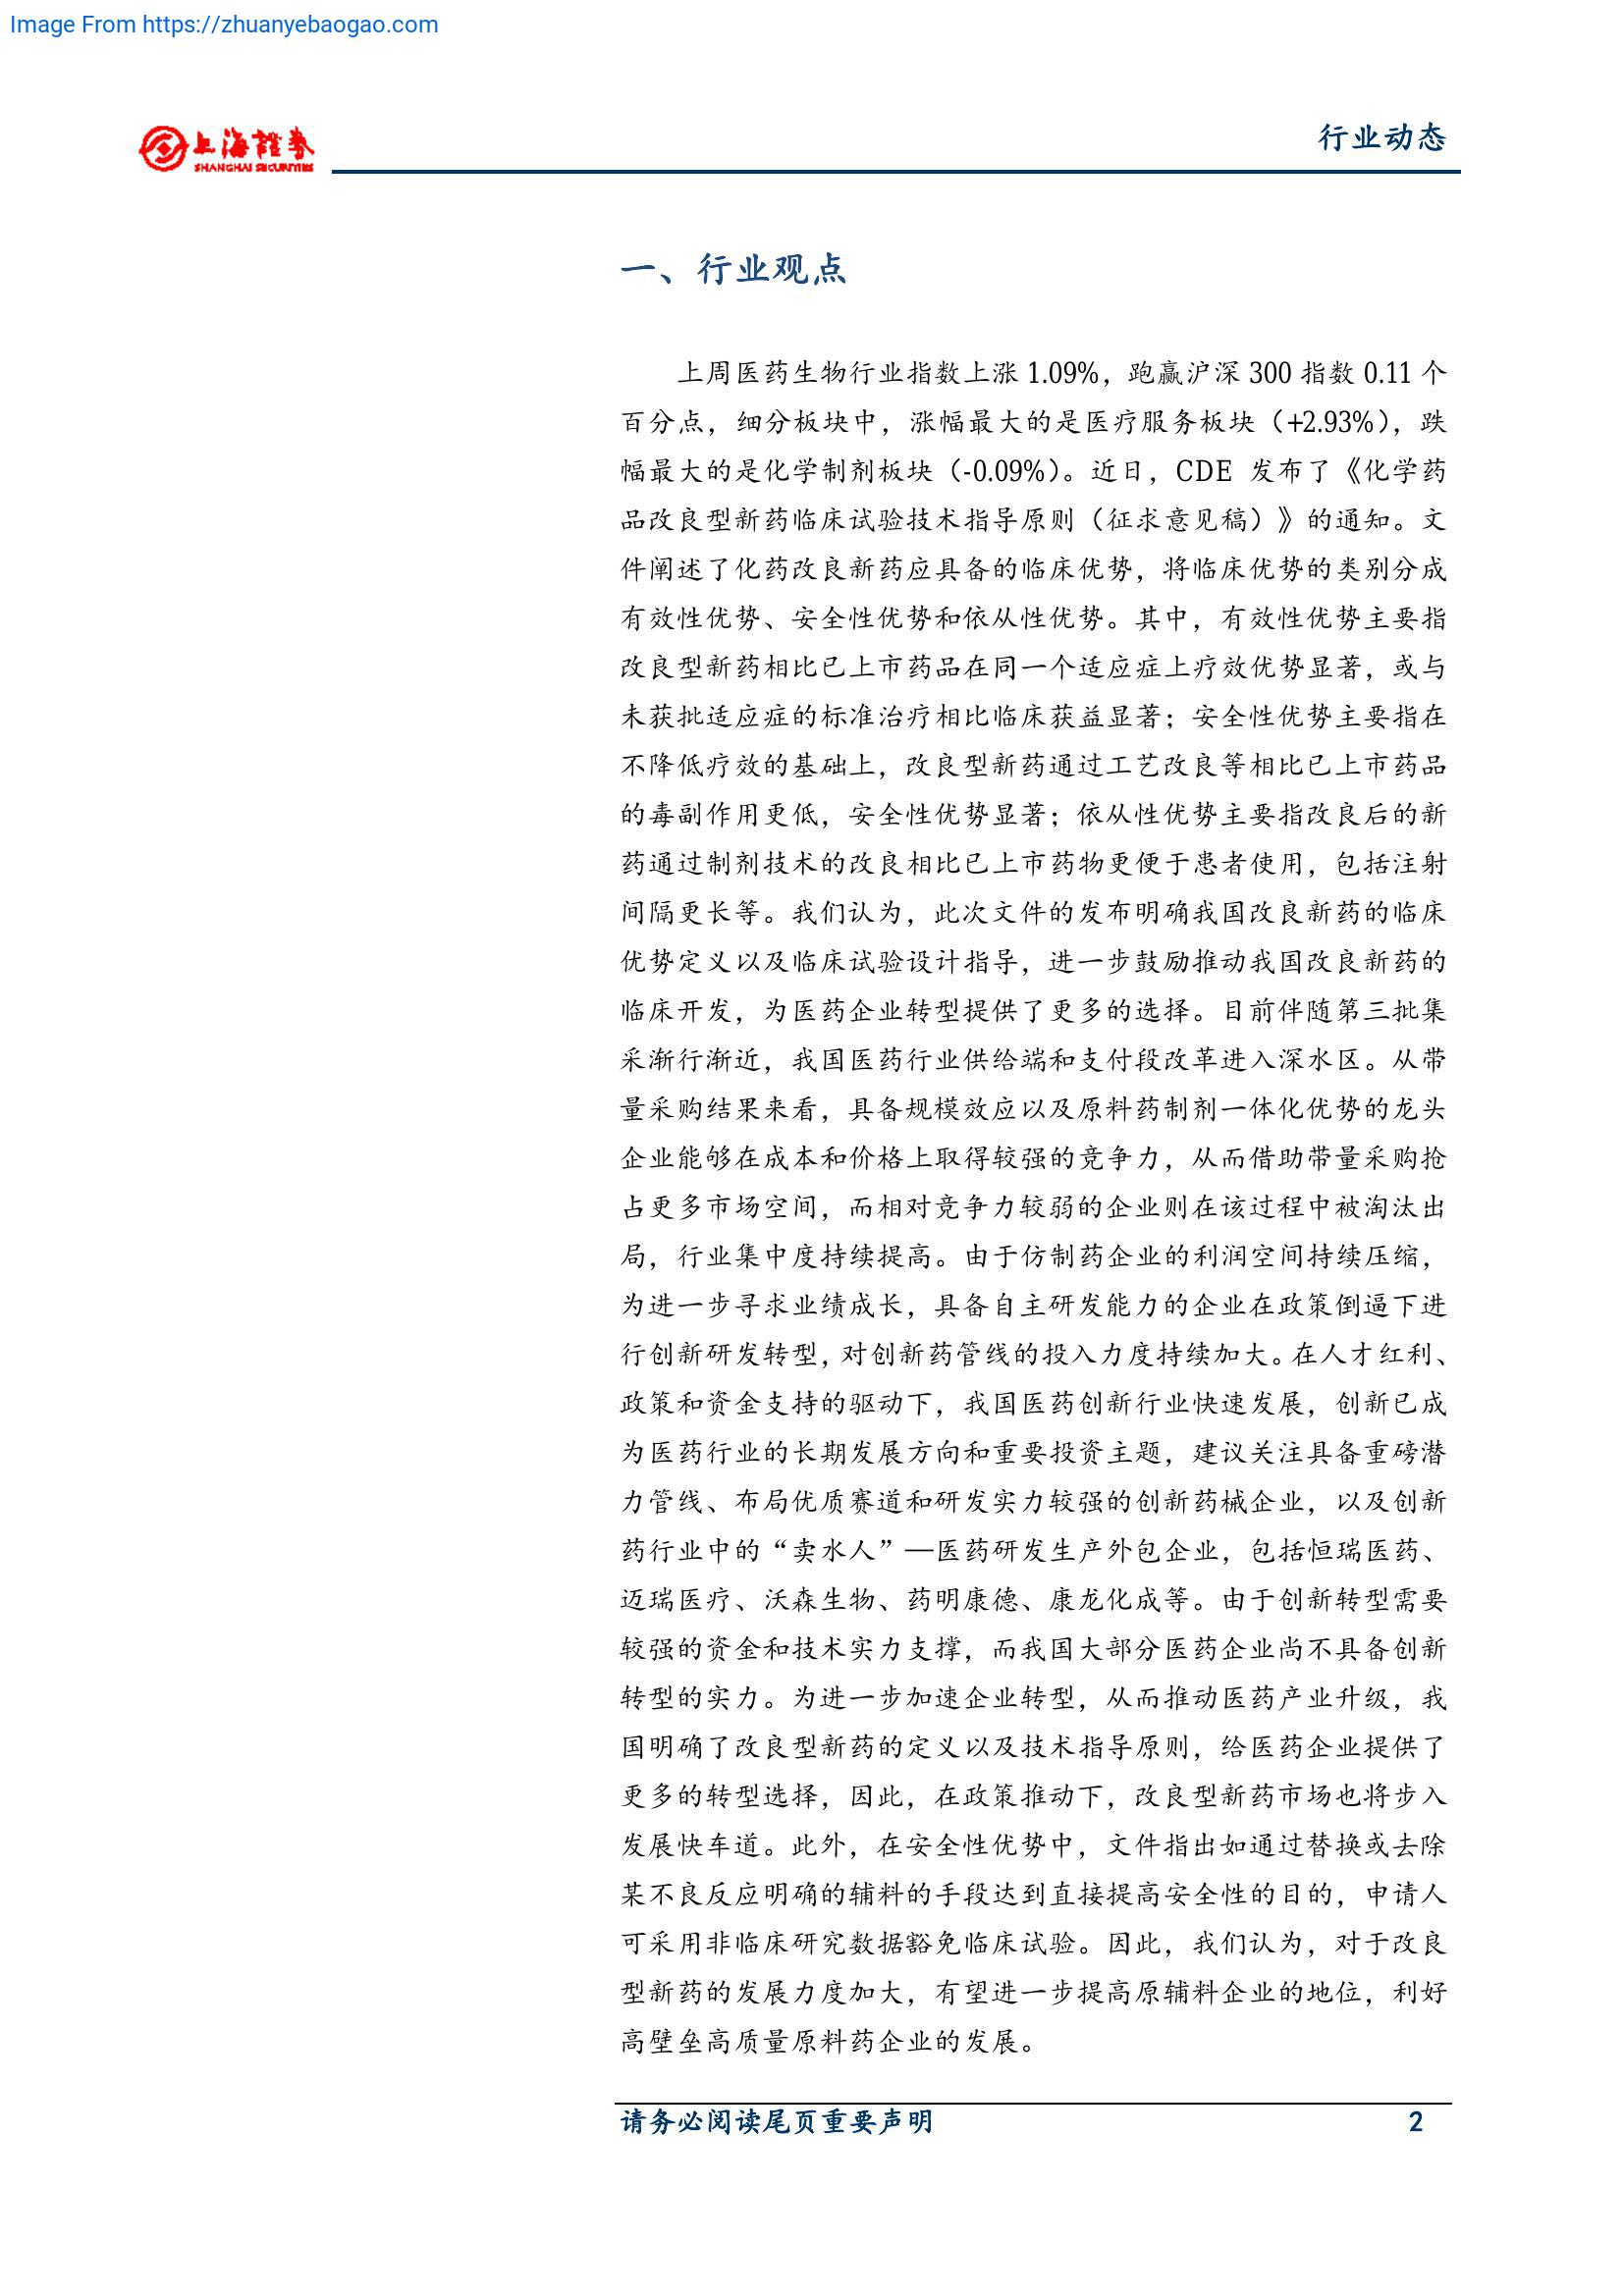 Image From https://zhuanyebaogao.com
上海證券
SHANGHAI SECURITIES
行业动态
一、行业观点
上周医药生物行业指数上涨 1.09%，跑赢沪深 300 指数 0.11 个
百分点，细分板块中，涨幅最大的是医疗服务板块（+2.93%），跌
幅最大的是化学制剂板块（-0.09%）。近日，CDE 发布了《化学药
品改良型新药临床试验技术指导原则（征求意见稿）》的通知。文
件阐述了化药改良新药应具备的临床优势，将临床优势的类别分成
有效性优势、安全性优势和依从性优势。其中，有效性优势主要指
改良型新药相比已上市药品在同一个适应症上疗效优势显著，或与
未获批适应症的标准治疗相比临床获益显著；安全性优势主要指在
不降低疗效的基础上，改良型新药通过工艺改良等相比已上市药品
的毒副作用更低，安全性优势显著；依从性优势主要指改良后的新
药通过制剂技术的改良相比已上市药物更便于患者使用，包括注射
间隔更长等。我们认为，此次文件的发布明确我国改良新药的临床
优势定义以及临床试验设计指导，进一步鼓励推动我国改良新药的
临床开发，为医药企业转型提供了更多的选择。目前伴随第三批集
采渐行渐近，我国医药行业供给端和支付段改革进入深水区。从带
量采购结果来看，具备规模效应以及原料药制剂一体化优势的龙头
企业能够在成本和价格上取得较强的竞争力，从而借助带量采购抢
占更多市场空间，而相对竞争力较弱的企业则在该过程中被淘汰出
局，行业集中度持续提高。由于仿制药企业的利润空间持续压缩，
为进一步寻求业绩成长，具备自主研发能力的企业在政策倒逼下进
行创新研发转型，对创新药管线的投入力度持续加大。在人才红利、
政策和资金支持的驱动下，我国医药创新行业快速发展，创新已成
为医药行业的长期发展方向和重要投资主题，建议关注具备重磅潜
力管线、布局优质赛道和研发实力较强的创新药械企业，以及创新
药行业中的“卖水人”—医药研发生产外包企业，包括恒瑞医药、
迈瑞医疗、沃森生物、药明康德、康龙化成等。由于创新转型需要
较强的资金和技术实力支撑，而我国大部分医药企业尚不具备创新
转型的实力。为进一步加速企业转型，从而推动医药产业升级，我
国明确了改良型新药的定义以及技术指导原则，给医药企业提供了
更多的转型选择，因此，在政策推动下，改良型新药市场也将步入
发展快车道。此外，在安全性优势中，文件指出如通过替换或去除
某不良反应明确的辅料的手段达到直接提高安全性的目的，申请人
可采用非临床研究数据豁免临床试验。因此，我们认为，对于改良
型新药的发展力度加大，有望进一步提高原辅料企业的地位，利好
高壁垒高质量原料药企业的发展。
请务必阅读尾页重要声明 2